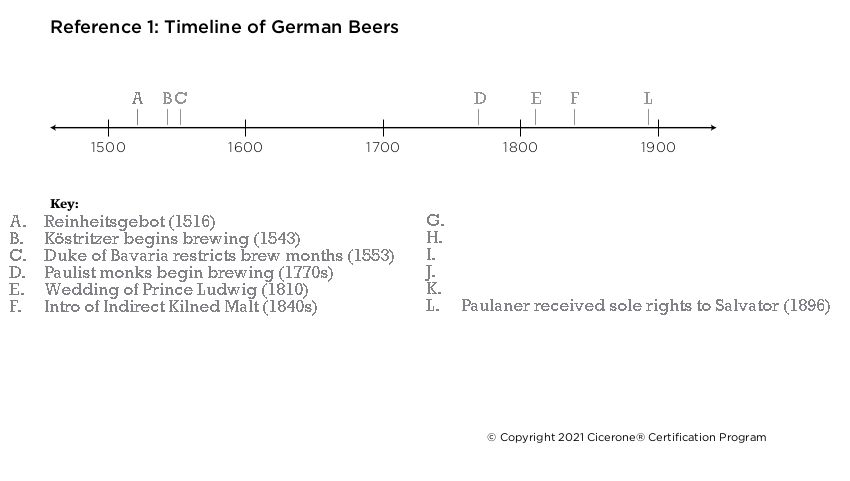 Reference 1: Timeline of German Beers
A B C D E F L
1500 1600 1700 1800 1900
Key:
A. Reinheitsgebot (1516)
B. Köstritzer begins brewing (1543)
C. Duke of Bavaria restricts brew months (1553)
D. Paulist monks begin brewing (1770s)
E. Wedding of Prince Ludwig (1810)
F. Intro of Indirect Kilned Malt (1840s)
G.
H.
I.
J.
K.
L. Paulaner received sole rights to Salvator (1896)
© Copyright 2021 Cicerone® Certification Program